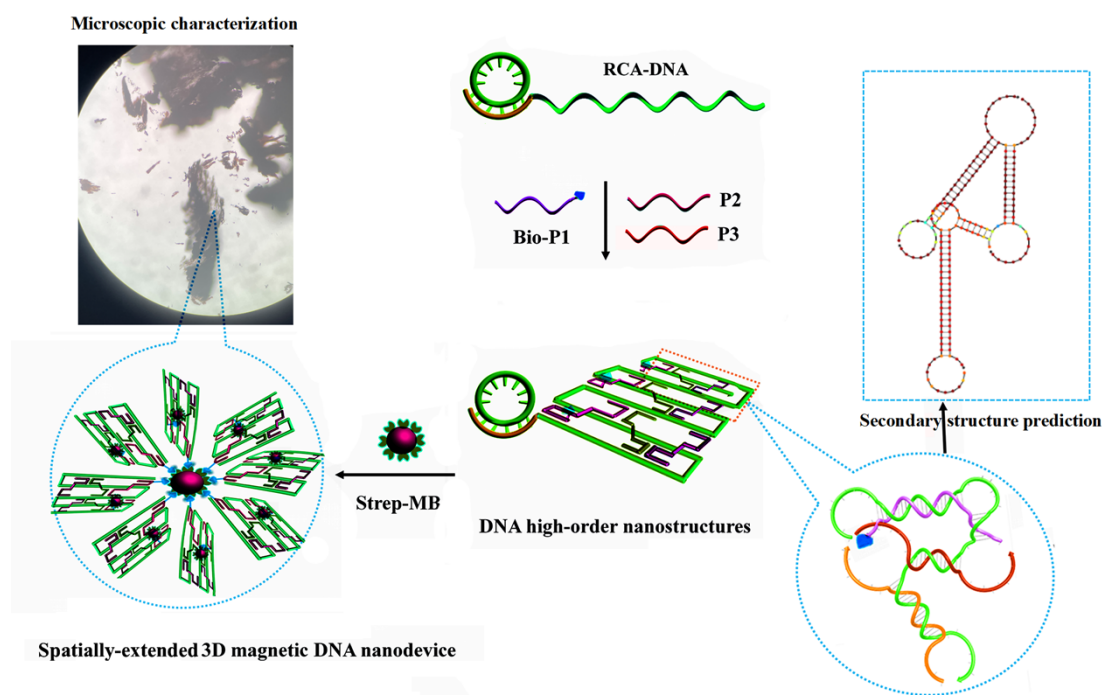 Microscopic characterization
RCA-DNA
Bio-P1
P2
P3
Secondary structure prediction
Strep-MB
DNA high-order nanostructures
Spatially-extended 3D magnetic DNA nanodevice